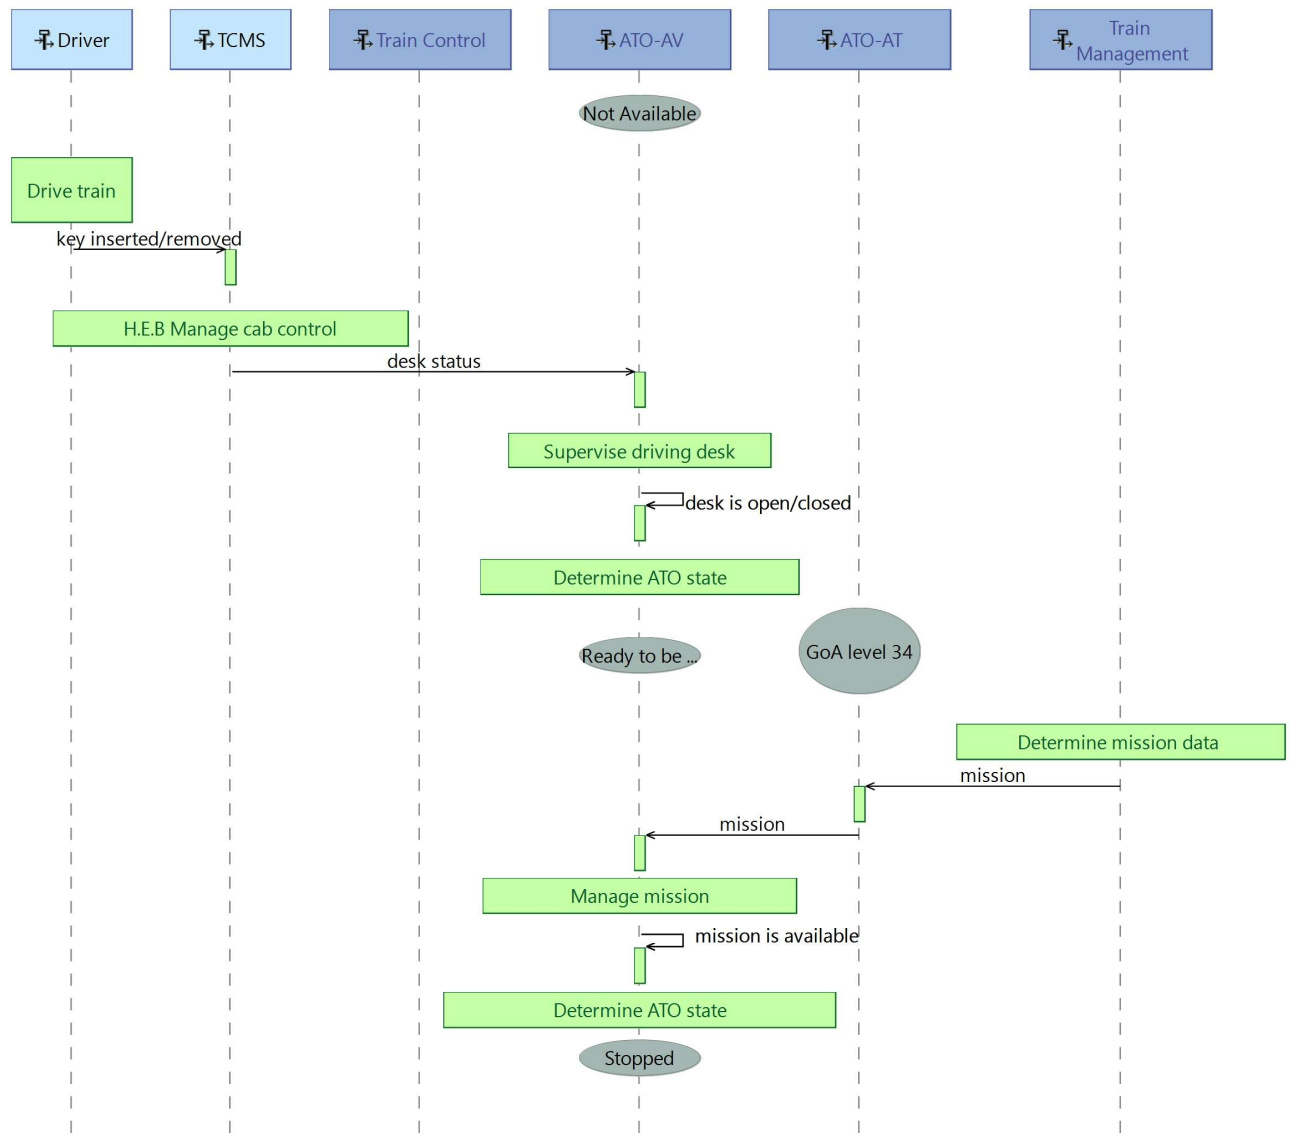 Driver
TCMS
Train Control
ATO-AV
ATO-AT
Train
Management
Not Available
Drive train
key inserted/removed
H.E.B Manage cab control
desk status
Supervise driving desk
desk is open/closed
Determine ATO state
Ready to be ...
GoA level 34
Determine mission data
mission
mission
Manage mission
mission is available
Determine ATO state
Stopped